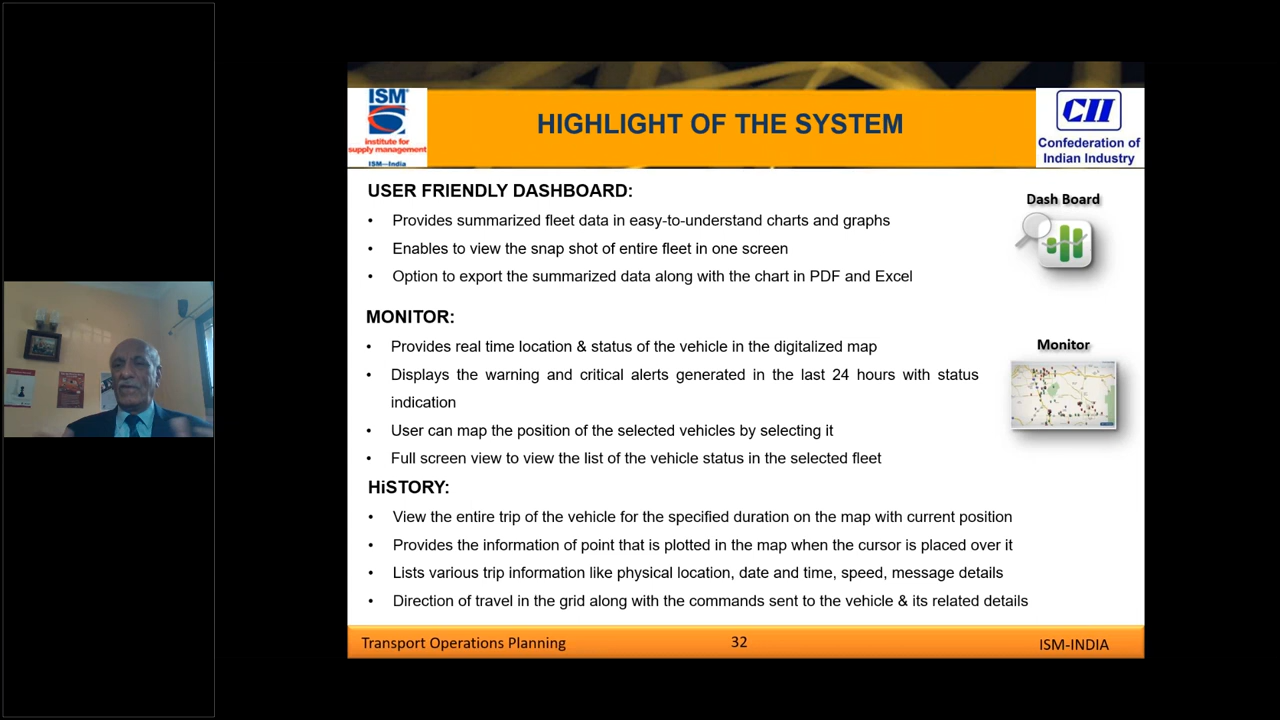 ISM®
institute for
supply management
ISM—India
HIGHLIGHT OF THE SYSTEM
CII
Confederation of
Indian Industry
USER FRIENDLY DASHBOARD:
• Provides summarized fleet data in easy-to-understand charts and graphs
• Enables to view the snap shot of entire fleet in one screen
• Option to export the summarized data along with the chart in PDF and Excel
Dash Board
MONITOR:
• Provides real time location & status of the vehicle in the digitalized map
• Displays the warning and critical alerts generated in the last 24 hours with status
indication
• User can map the position of the selected vehicles by selecting it
• Full screen view to view the list of the vehicle status in the selected fleet
Monitor
HiSTORY:
• View the entire trip of the vehicle for the specified duration on the map with current position
• Provides the information of point that is plotted in the map when the cursor is placed over it
• Lists various trip information like physical location, date and time, speed, message details
• Direction of travel in the grid along with the commands sent to the vehicle & its related details
Transport Operations Planning
32
ISM-INDIA